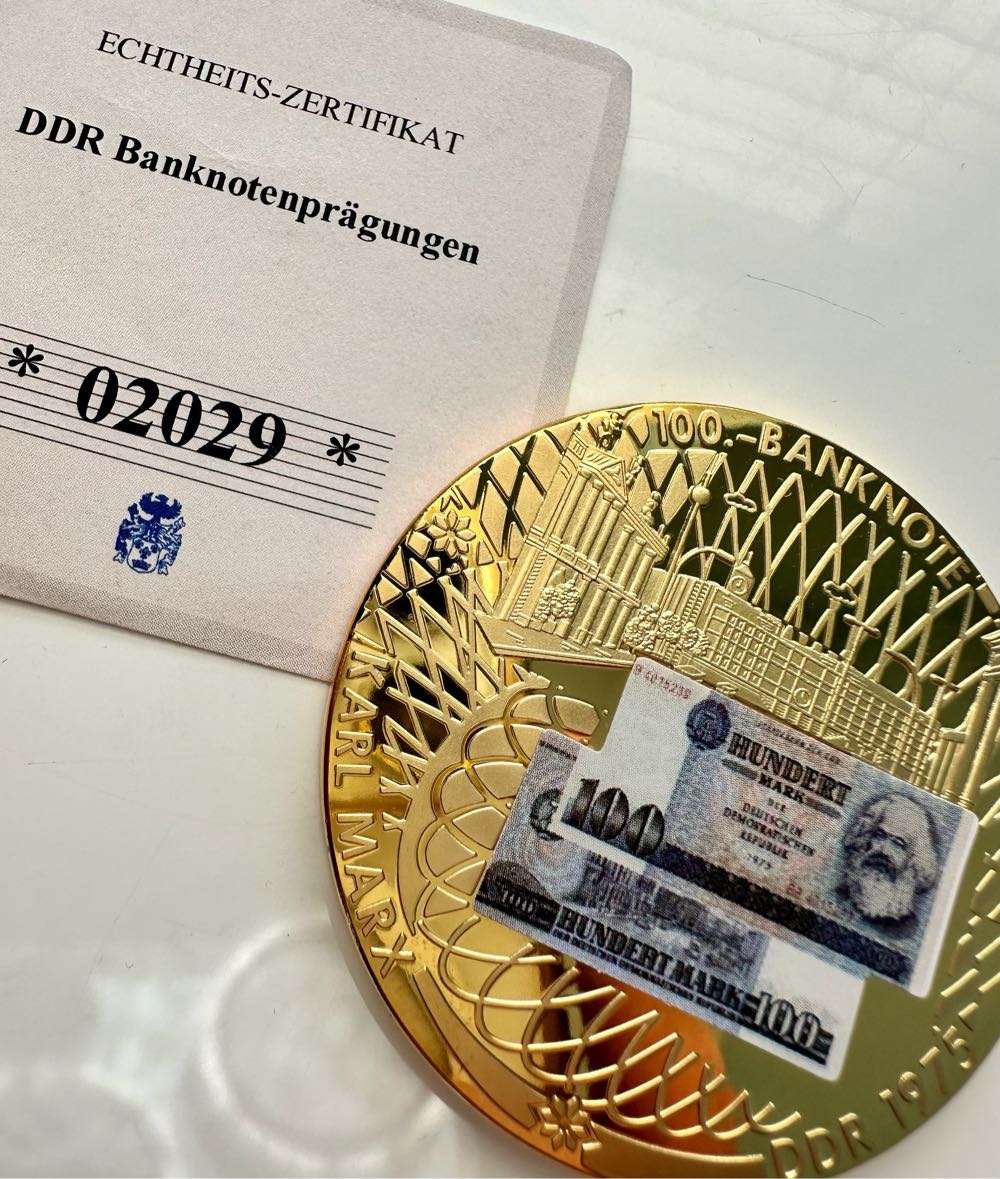 ECHTHEITS-ZERTIFIKAT
DDR Banknotenprägungen
* 02029 *
100.-BANKNOTE
KARL MARX
HUNDERT
MARK
DER
DEUTSCHEN
DEMOKRATISCHEN
REPUBLIK
1975
100
100
HUNDERT MARK
100
DDR 1975